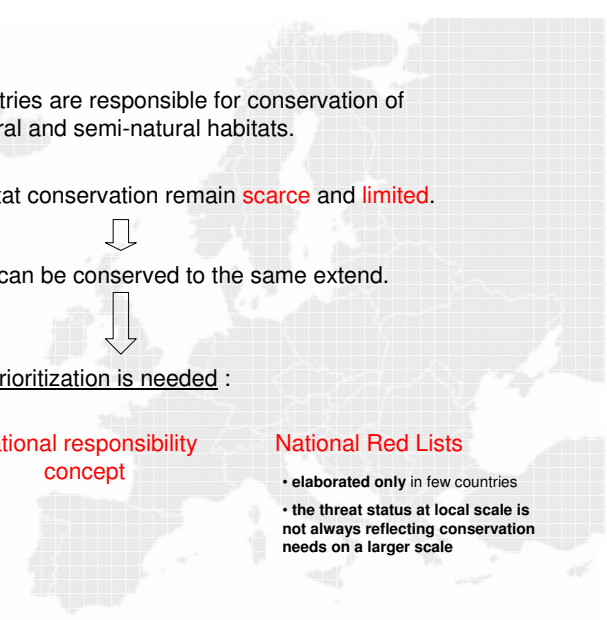 tries are responsible for conservation of
ral and semi-natural habitats.
tat conservation remain scarce and limited.
can be conserved to the same extend.
rioritization is needed :
ational responsibility
concept
National Red Lists
• elaborated only in few countries
• the threat status at local scale is
not always reflecting conservation
needs on a larger scale